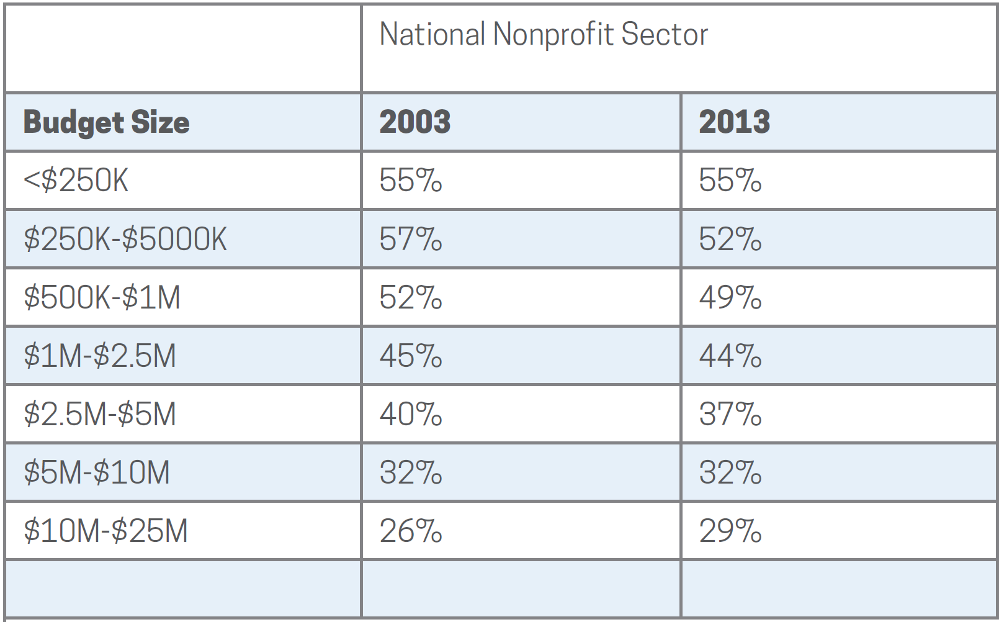 National Nonprofit Sector
Budget Size 2003 2013
<$250K 55% 55%
$250K-$5000K 57% 52%
$500K-$1M 52% 49%
$1M-$2.5M 45% 44%
$2.5M-$5M 40% 37%
$5M-$10M 32% 32%
$10M-$25M 26% 29%